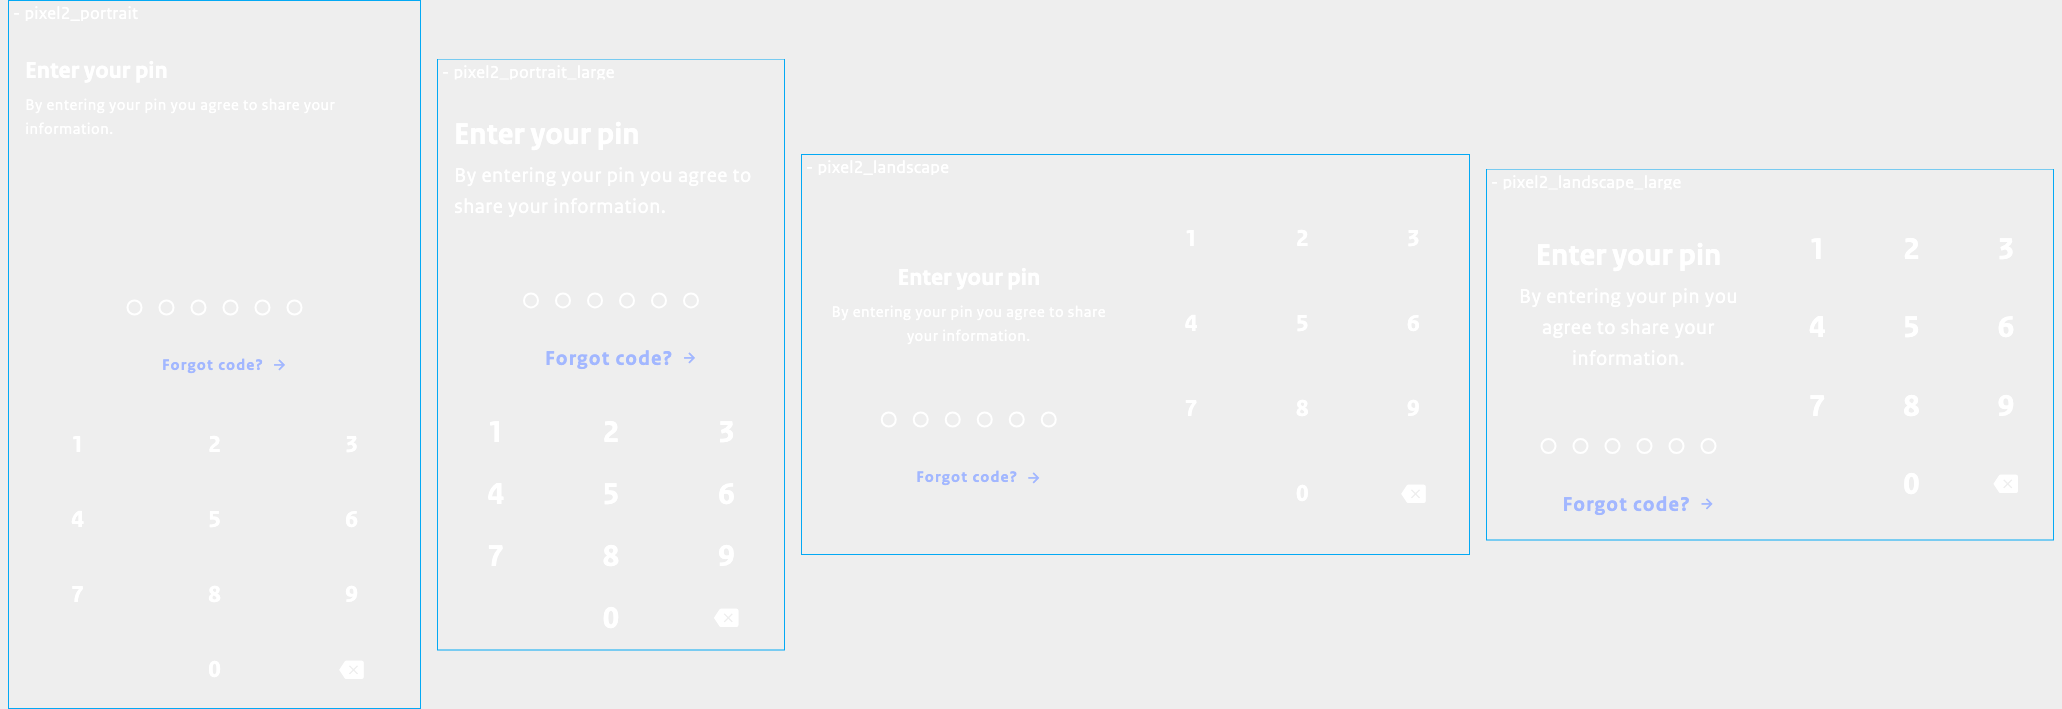 - pixel2_portrait
Enter your pin
By entering your pin you agree to share your
information.
Forgot code?
1 2 3
4 5 6
7 8 9
0
- pixel2_portrait_large
Enter your pin
By entering your pin you agree to
share your information.
Forgot code?
1 2 3
4 5 6
7 8 9
0
- pixel2_landscape
Enter your pin
By entering your pin you agree to share
your information.
Forgot code?
1 2 3
4 5 6
7 8 9
0
- pixel2_landscape_large
Enter your pin
By entering your pin you
agree to share your
information.
Forgot code?
1 2 3
4 5 6
7 8 9
0